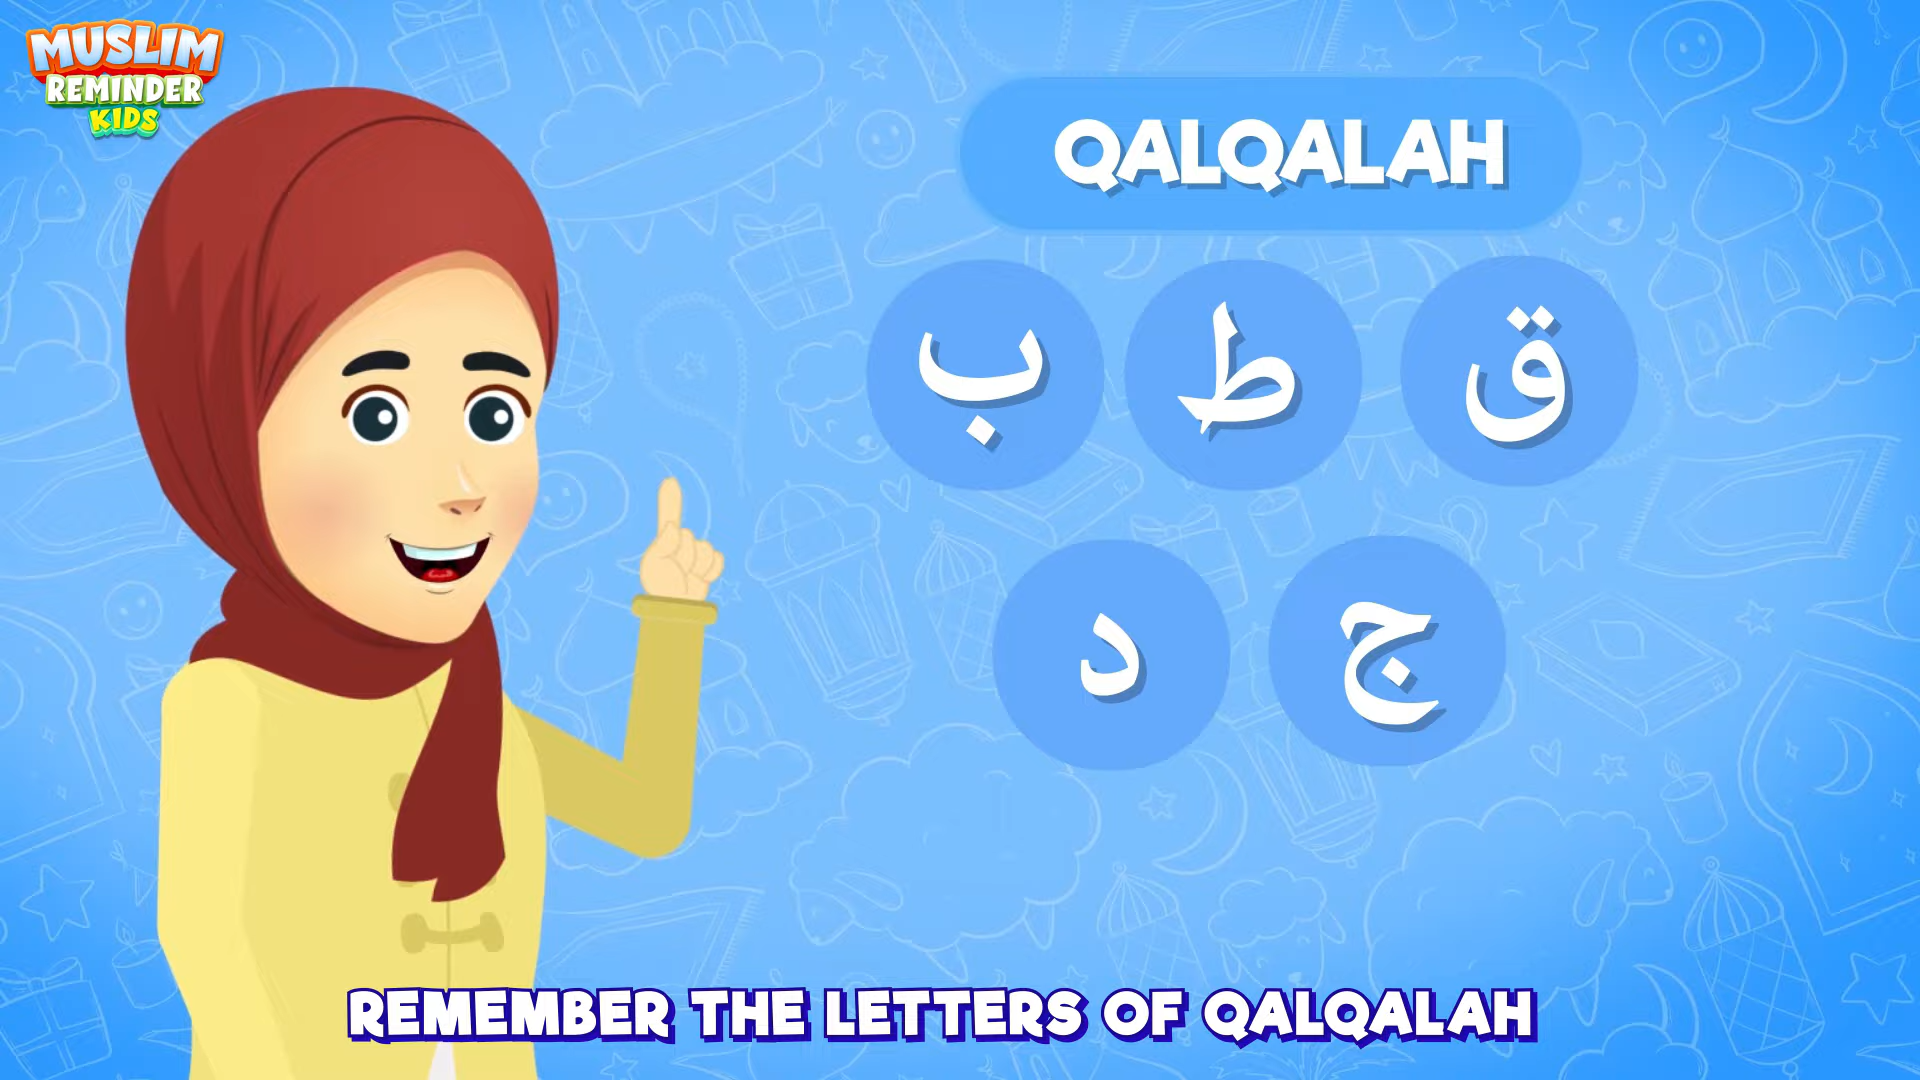 MUSLIM
REMINDER
KIDS
QALQALAH
ق ط ب
ج د
REMEMBER THE LETTERS OF QALQALAH